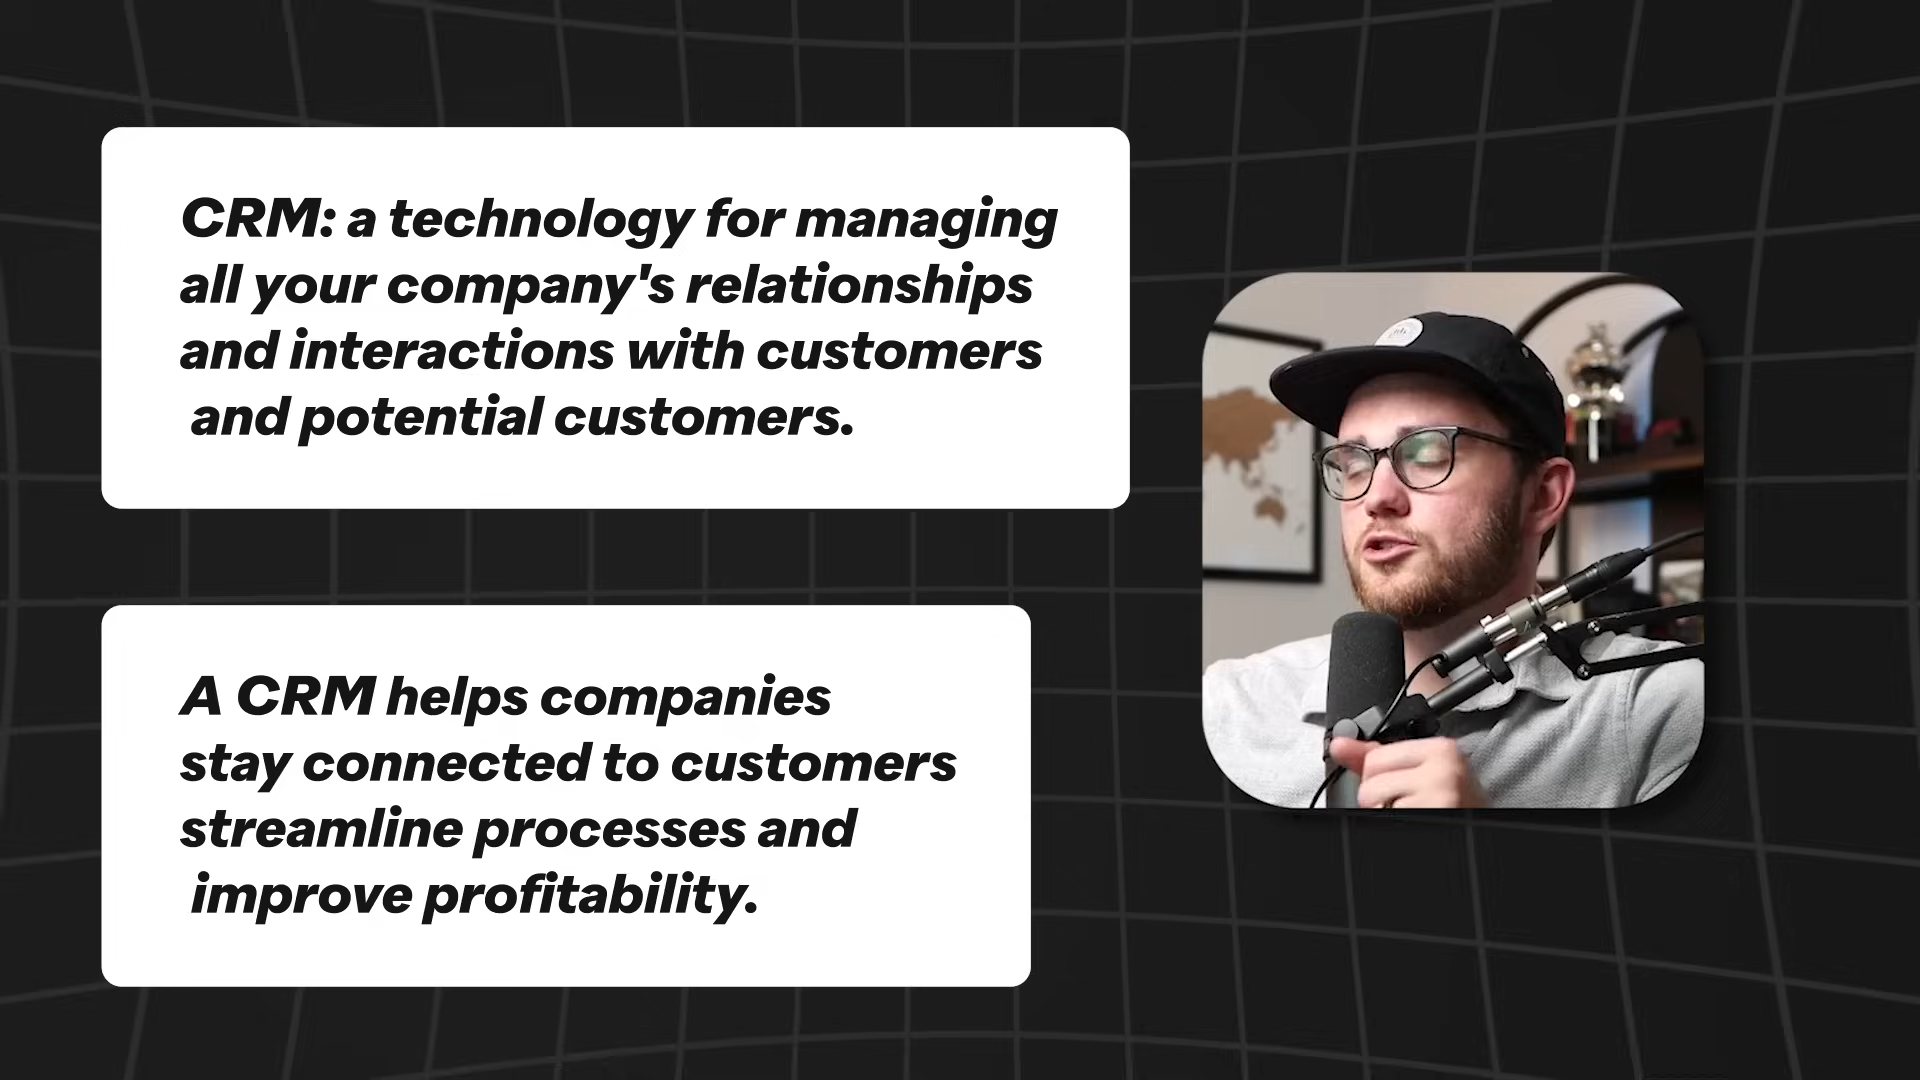 CRM: a technology for managing
all your company's relationships
and interactions with customers
and potential customers.
A CRM helps companies
stay connected to customers
streamline processes and
improve profitability.